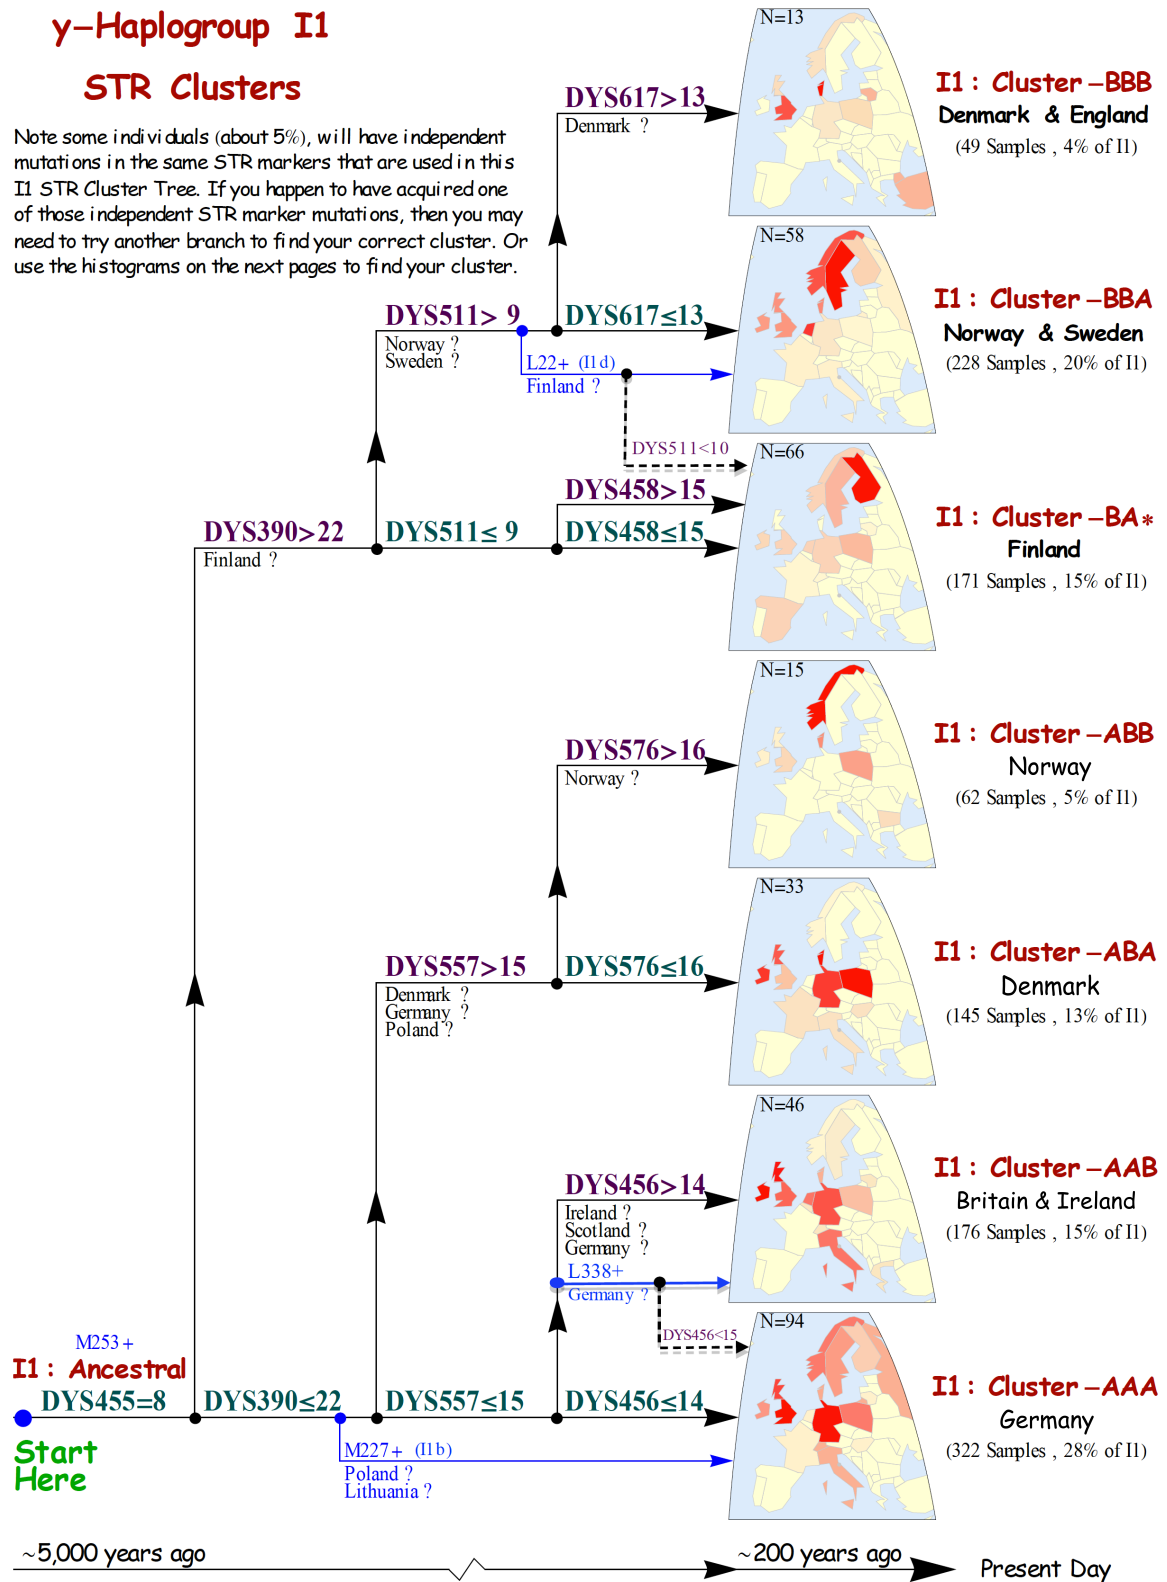 y–Haplogroup I1
STR Clusters
Note some individuals (about 5%), will have independent
mutations in the same STR markers that are used in this
I1 STR Cluster Tree. If you happen to have acquired one
of those independent STR marker mutations, then you may
need to try another branch to find your correct cluster. Or
use the histograms on the next pages to find your cluster.
N=13
DYS617>13
Denmark ?
I1 : Cluster –BBB
Denmark & England
(49 Samples , 4% of I1)
N=58
DYS511> 9
Norway ?
Sweden ?
DYS617≤13
L22+ (I1d)
Finland ?
I1 : Cluster –BBA
Norway & Sweden
(228 Samples , 20% of I1)
DYS511<10
N=66
DYS458>15
DYS390>22
Finland ?
DYS511≤ 9
DYS458≤15
I1 : Cluster –BA*
Finland
(171 Samples , 15% of I1)
N=15
DYS576>16
Norway ?
I1 : Cluster –ABB
Norway
(62 Samples , 5% of I1)
N=33
DYS557>15
Denmark ?
Germany ?
Poland ?
DYS576≤16
I1 : Cluster –ABA
Denmark
(145 Samples , 13% of I1)
N=46
DYS456>14
Ireland ?
Scotland ?
Germany ?
L338+
Germany ?
I1 : Cluster –AAB
Britain & Ireland
(176 Samples , 15% of I1)
DYS456<15
N=94
M253+
I1 : Ancestral
DYS455=8
DYS390≤22
DYS557≤15
DYS456≤14
Start
Here
M227+ (I1b)
Poland ?
Lithuania ?
I1 : Cluster –AAA
Germany
(322 Samples , 28% of I1)
~5,000 years ago
~200 years ago
Present Day